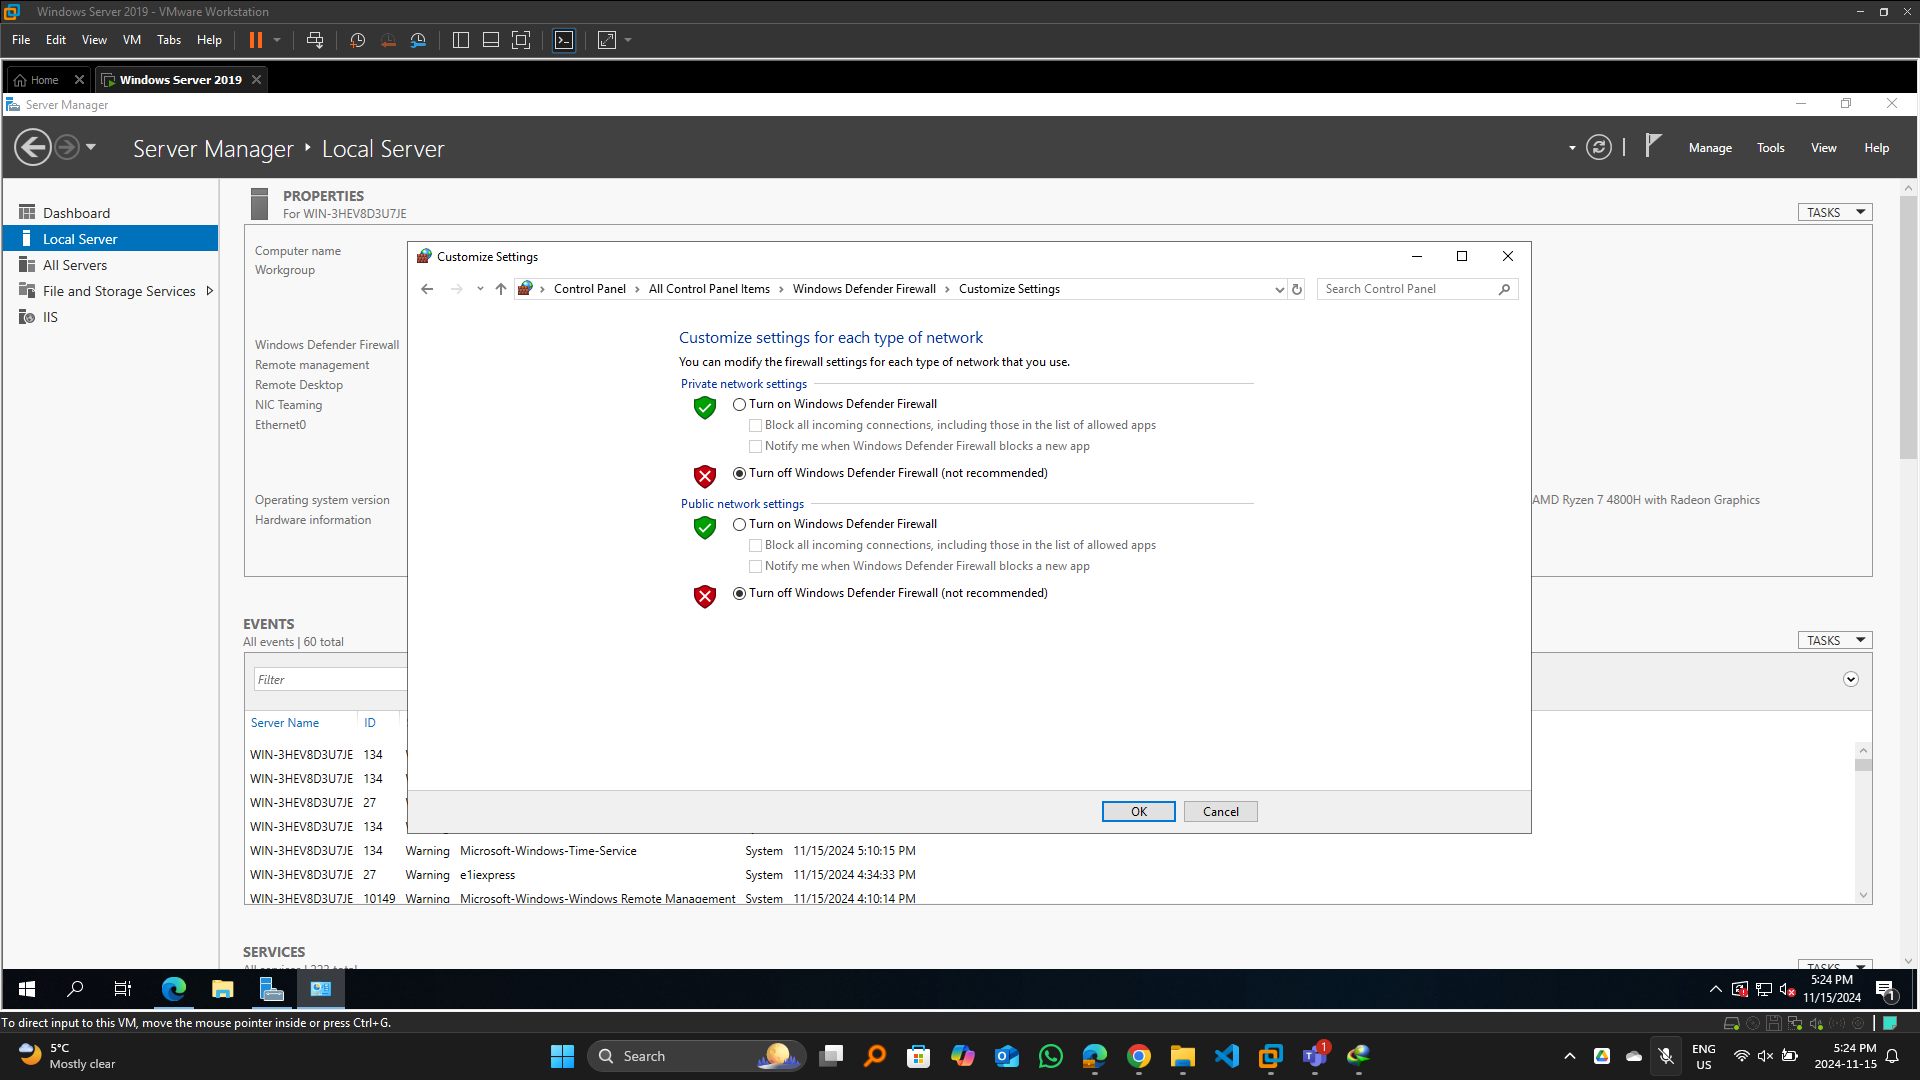 Windows Server 2019 - VMware Workstation
File Edit View VM Tabs Help
Home Windows Server 2019
Server Manager
Server Manager Local Server
Manage Tools View Help
Dashboard
Local Server
All Servers
File and Storage Services
IIS
PROPERTIES
For WIN-3HEV8D3U7JE
TASKS
Computer name
Workgroup
Windows Defender Firewall
Remote management
Remote Desktop
NIC Teaming
Ethernet0
Operating system version
Hardware information
AMD Ryzen 7 4800H with Radeon Graphics
Customize Settings
Control Panel All Control Panel Items Windows Defender Firewall Customize Settings
Search Control Panel
Customize settings for each type of network
You can modify the firewall settings for each type of network that you use.
Private network settings
Turn on Windows Defender Firewall
Block all incoming connections, including those in the list of allowed apps
Notify me when Windows Defender Firewall blocks a new app
Turn off Windows Defender Firewall (not recommended)
Public network settings
Turn on Windows Defender Firewall
Block all incoming connections, including those in the list of allowed apps
Notify me when Windows Defender Firewall blocks a new app
Turn off Windows Defender Firewall (not recommended)
OK Cancel
EVENTS
All events | 60 total
TASKS
Filter
Server Name ID
WIN-3HEV8D3U7JE 134
WIN-3HEV8D3U7JE 134
WIN-3HEV8D3U7JE 27
WIN-3HEV8D3U7JE 134
WIN-3HEV8D3U7JE 134 Warning Microsoft-Windows-Time-Service System 11/15/2024 5:10:15 PM
WIN-3HEV8D3U7JE 27 Warning e1iexpress System 11/15/2024 4:34:33 PM
WIN-3HEV8D3U7JE 10149 Warning Microsoft-Windows-Windows Remote Management System 11/15/2024 4:10:14 PM
SERVICES
All services | 223 total
TASKS
5:24 PM
11/15/2024
1
To direct input to this VM, move the mouse pointer inside or press Ctrl+G.
5°C
Mostly clear
Search
1
ENG
US
5:24 PM
2024-11-15